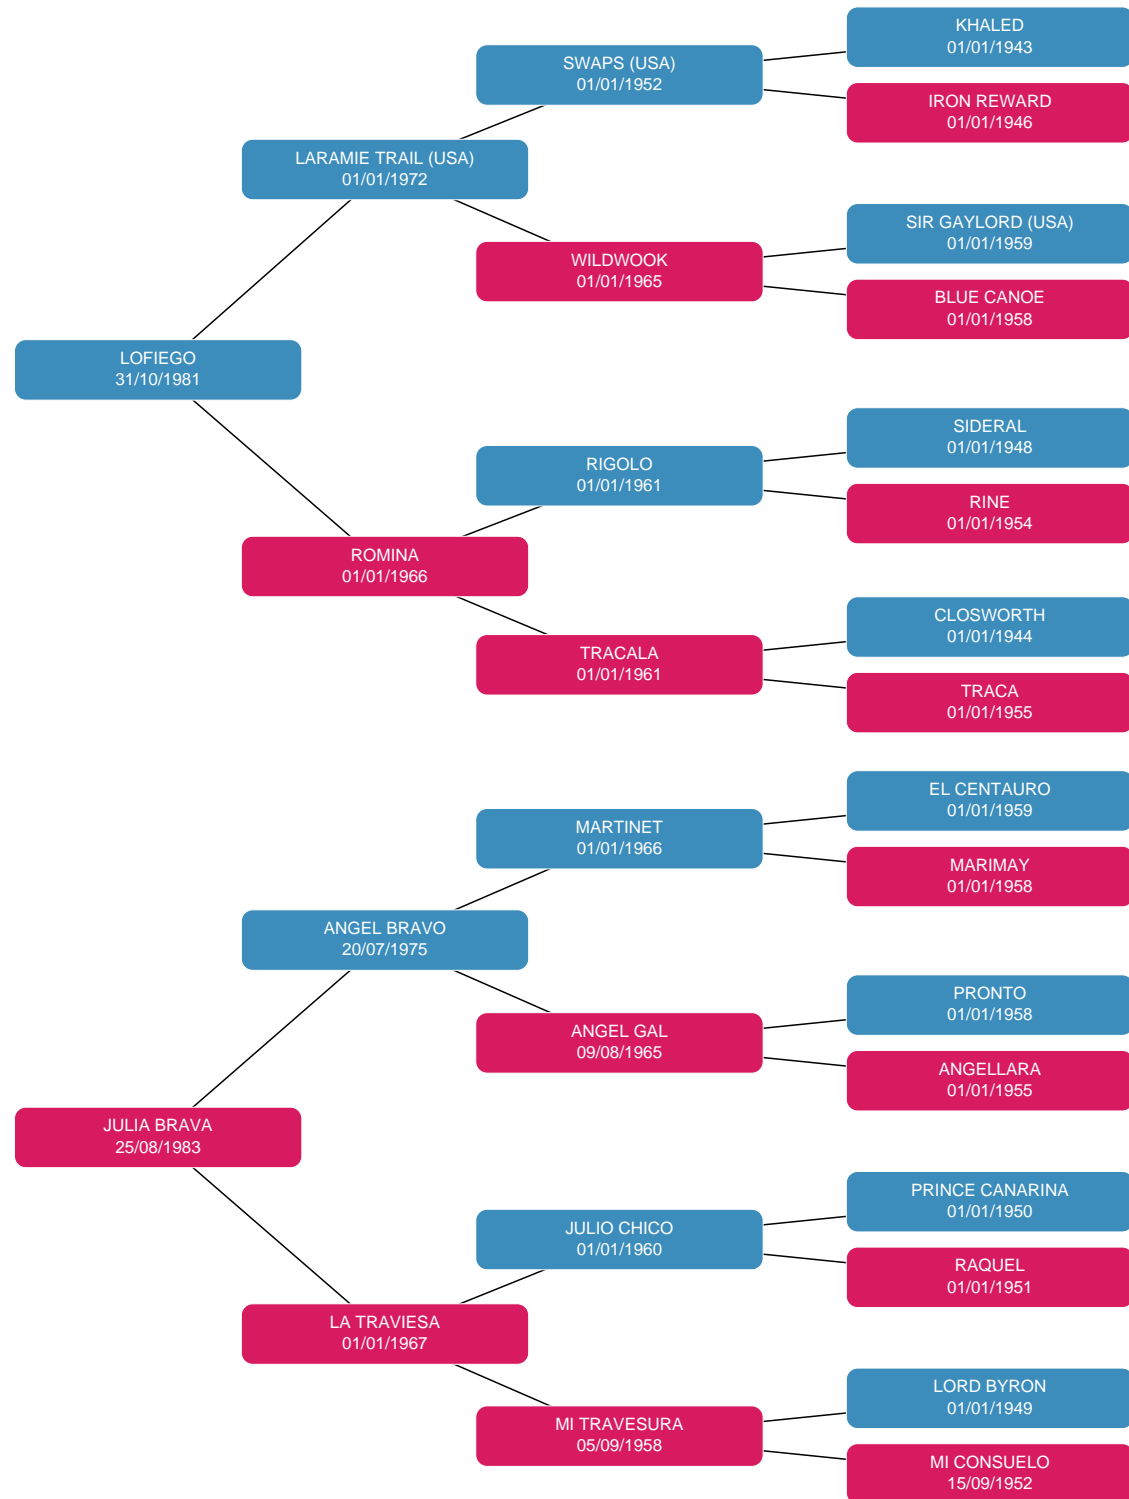 KHALED
01/01/1943
SWAPS (USA)
01/01/1952
IRON REWARD
01/01/1946
LARAMIE TRAIL (USA)
01/01/1972
SIR GAYLORD (USA)
01/01/1959
WILDWOOK
01/01/1965
BLUE CANOE
01/01/1958
LOFIEGO
31/10/1981
SIDERAL
01/01/1948
RIGOLO
01/01/1961
RINE
01/01/1954
ROMINA
01/01/1966
CLOSWORTH
01/01/1944
TRACALA
01/01/1961
TRACA
01/01/1955
EL CENTAURO
01/01/1959
MARTINET
01/01/1966
MARIMAY
01/01/1958
ANGEL BRAVO
20/07/1975
PRONTO
01/01/1958
ANGEL GAL
09/08/1965
ANGELLARA
01/01/1955
JULIA BRAVA
25/08/1983
PRINCE CANARINA
01/01/1950
JULIO CHICO
01/01/1960
RAQUEL
01/01/1951
LA TRAVIESA
01/01/1967
LORD BYRON
01/01/1949
MI TRAVESURA
05/09/1958
MI CONSUELO
15/09/1952